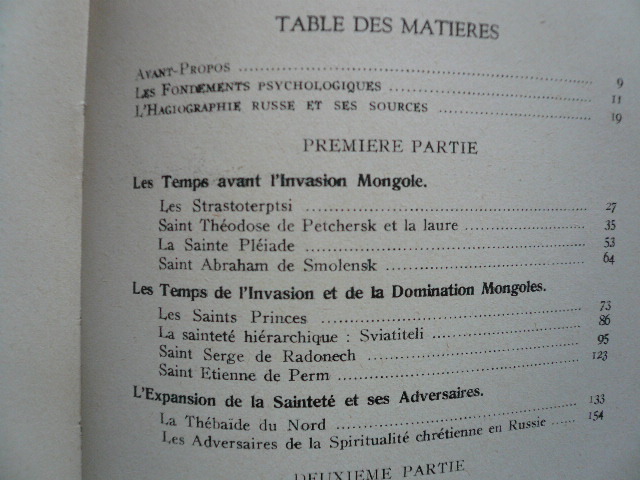 TABLE DES MATIERES
AVANT-PROPOS 9
LES FONDEMENTS PSYCHOLOGIQUES 11
L'HAGIOGRAPHIE RUSSE ET SES SOURCES 19
PREMIERE PARTIE
Les Temps avant l'Invasion Mongole.
Les Strastoterptsi 27
Saint Théodose de Petchersk et la laure 35
La Sainte Pléiade 53
Saint Abraham de Smolensk 64
Les Temps de l'Invasion et de la Domination Mongoles.
Les Saints Princes 73
La sainteté hiérarchique : Sviatiteli 86
Saint Serge de Radonech 95
Saint Etienne de Perm 123
L'Expansion de la Sainteté et ses Adversaires.
La Thébaïde du Nord 133
Les Adversaires de la Spiritualité chrétienne en Russie 154
DEUXIEME PARTIE